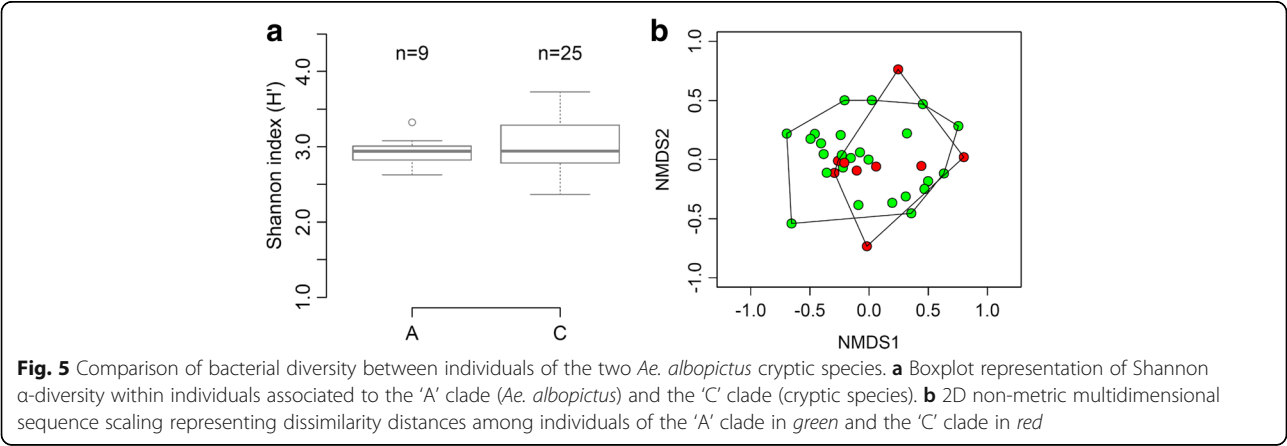 a
n=9 n=25
Shannon index (H')
4.0
3.0
2.0
1.0
A C
b
NMDS2
1.0
0.5
0.0
-0.5
-1.0
-1.0 -0.5 0.0 0.5 1.0
NMDS1
Fig. 5 Comparison of bacterial diversity between individuals of the two Ae. albopictus cryptic species. a Boxplot representation of Shannon
α-diversity within individuals associated to the ‘A’ clade (Ae. albopictus) and the ‘C’ clade (cryptic species). b 2D non-metric multidimensional
sequence scaling representing dissimilarity distances among individuals of the ‘A’ clade in green and the ‘C’ clade in red